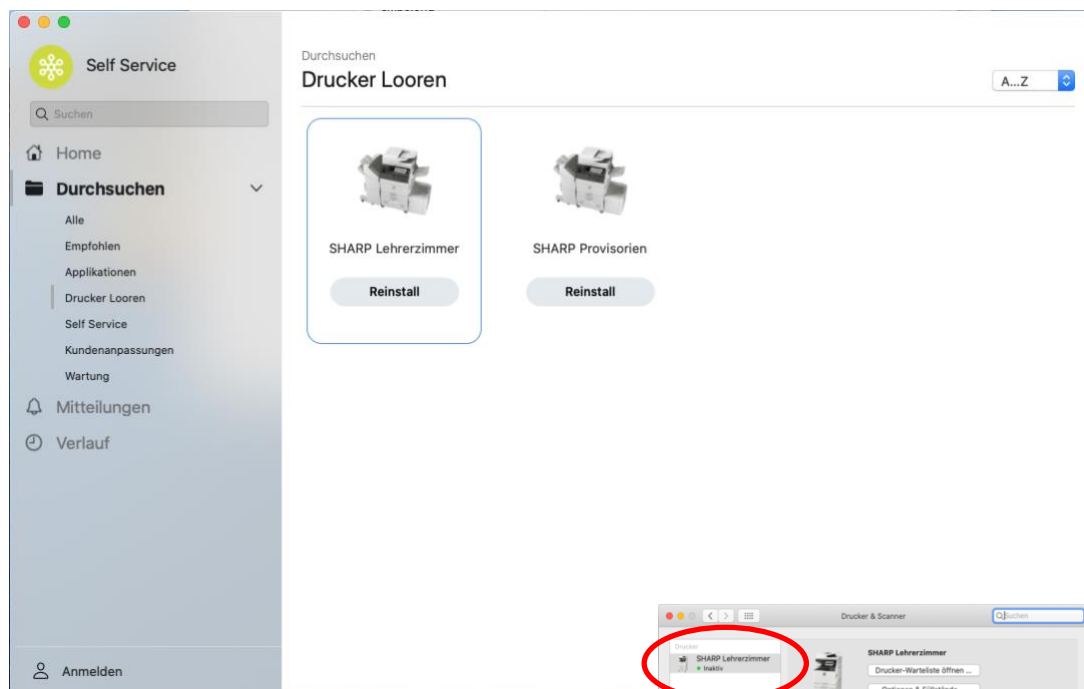 Self Service
Suchen
Home
Durchsuchen
Alle
Empfohlen
Applikationen
Drucker Looren
Self Service
Kundenanpassungen
Wartung
Mitteilungen
Verlauf
Anmelden
Durchsuchen
Drucker Looren
A...Z
SHARP Lehrerzimmer
Reinstall
SHARP Provisorien
Reinstall
Drucker & Scanner
Suchen
Drucker
SHARP Lehrerzimmer
Inaktiv
SHARP Lehrerzimmer
Drucker-Warteliste öffnen ...